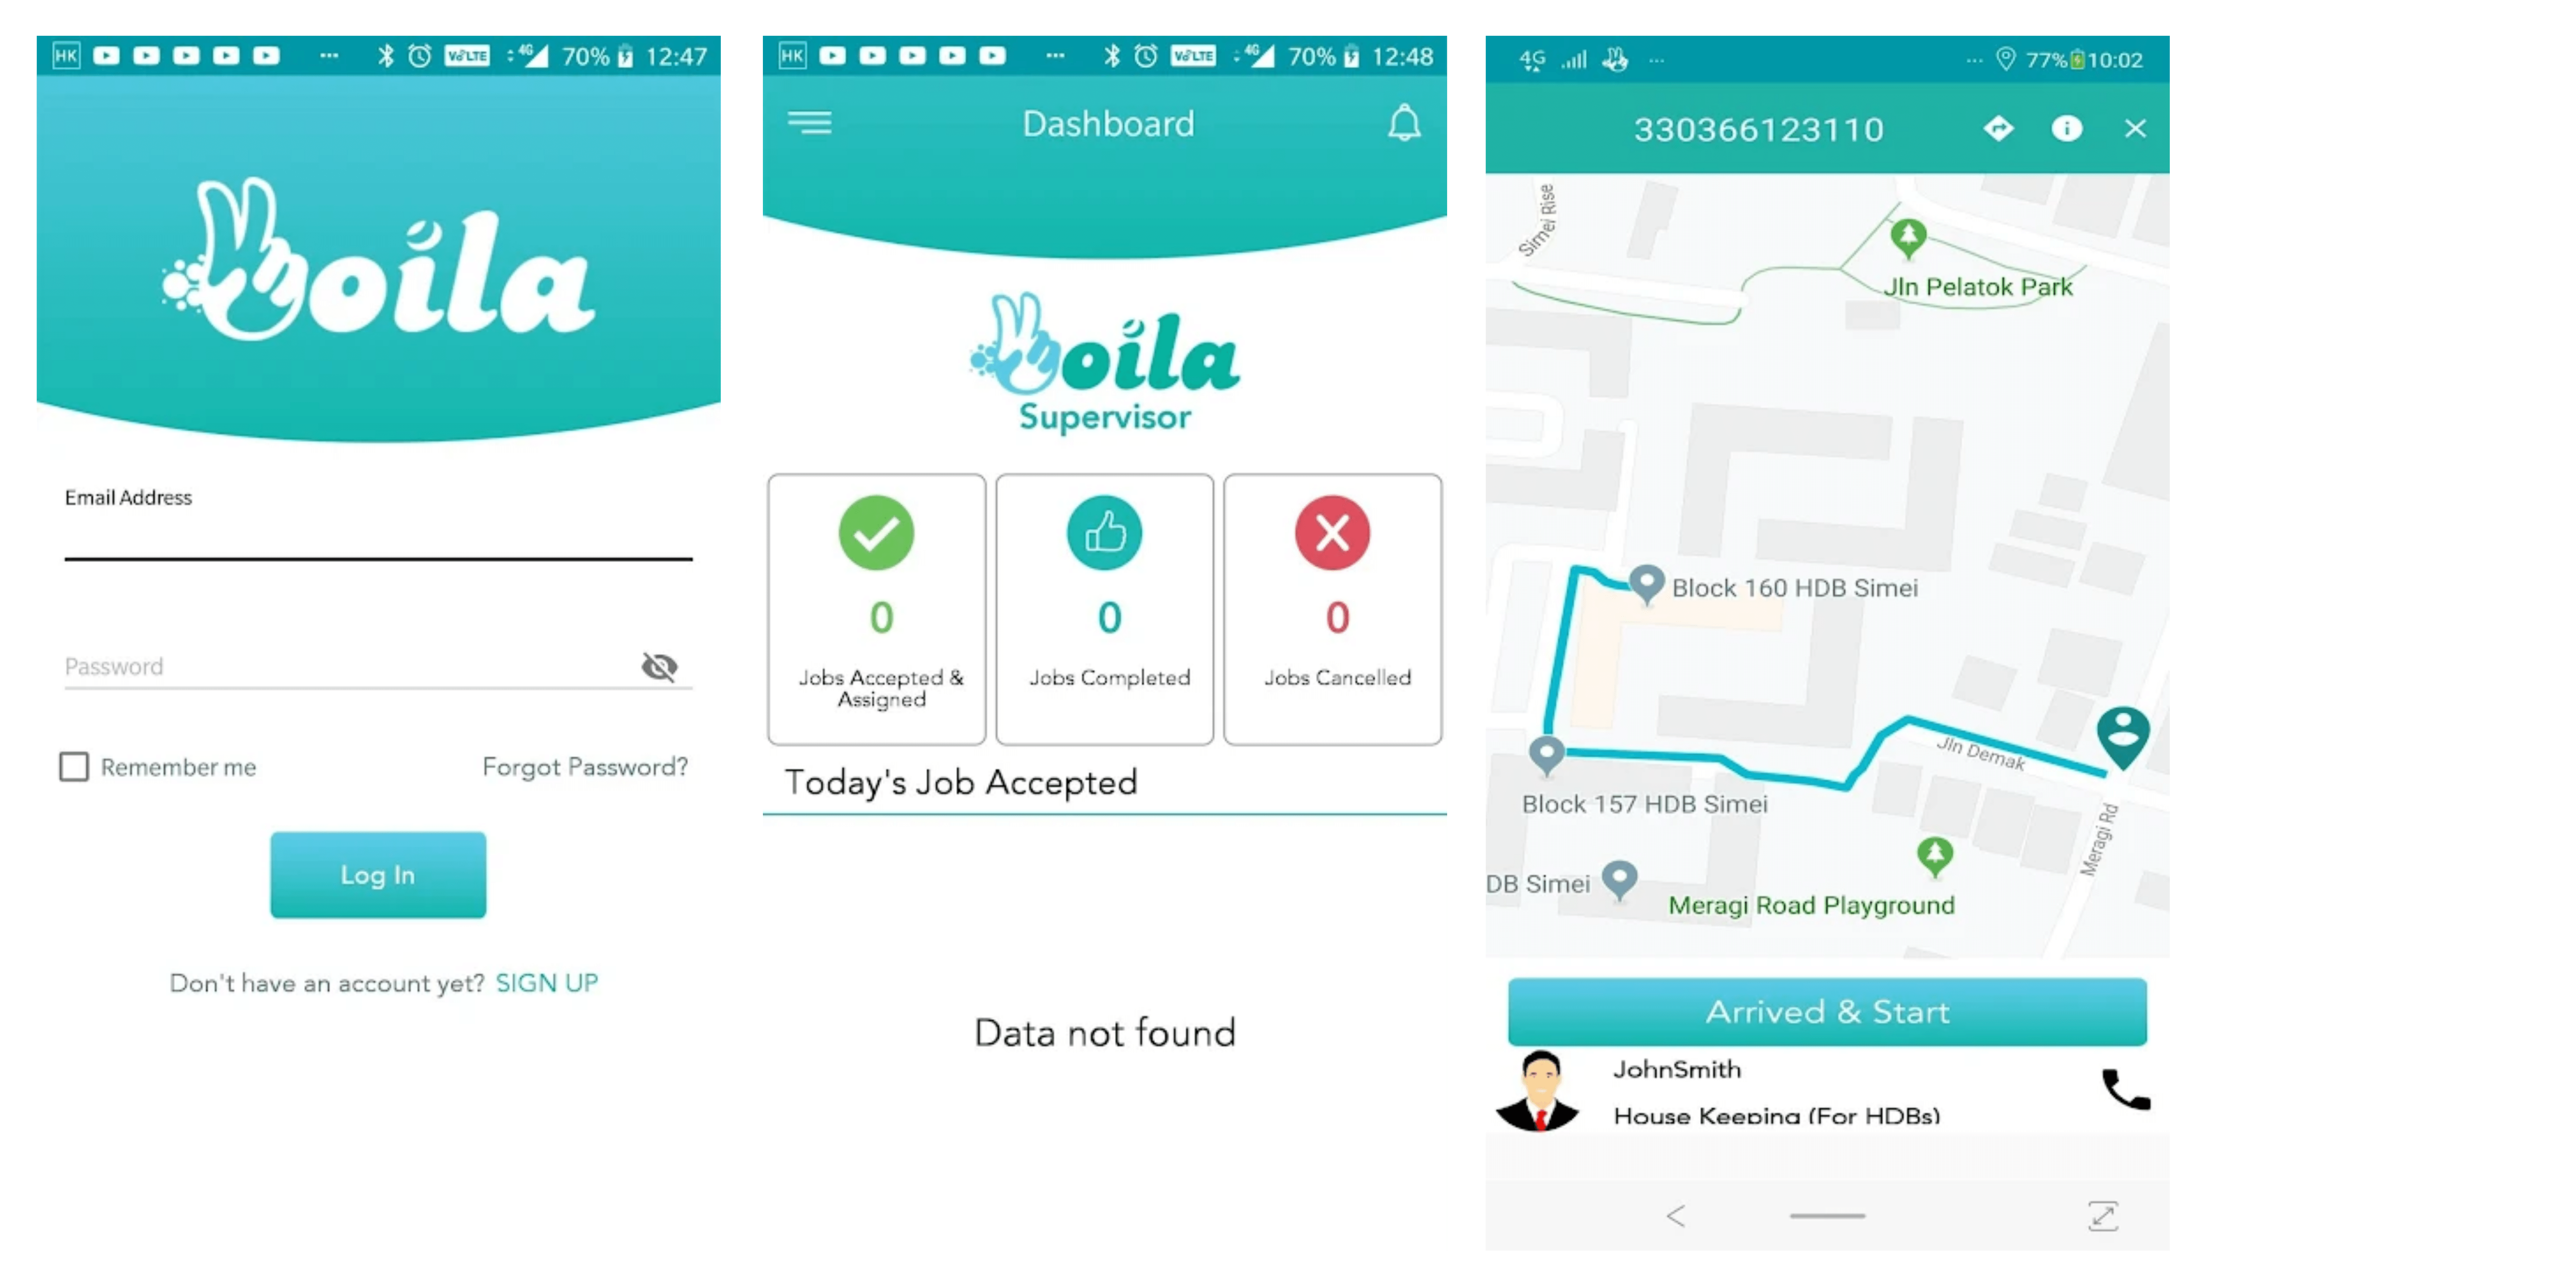 HK
VoLTE
4G
70%
12:47
Voila
Email Address
Password
Remember me
Forgot Password?
Log In
Don't have an account yet? SIGN UP
HK
VoLTE
4G
70%
12:48
Dashboard
Voila
Supervisor
0
Jobs Accepted &
Assigned
0
Jobs Completed
0
Jobs Cancelled
Today's Job Accepted
Data not found
4G
77%
10:02
330366123110
Simei Rise
Jln Pelatok Park
Block 160 HDB Simei
Jln Demak
Block 157 HDB Simei
Meragi Rd
DB Simei
Meragi Road Playground
Arrived & Start
JohnSmith
House Keeping (For HDBs)